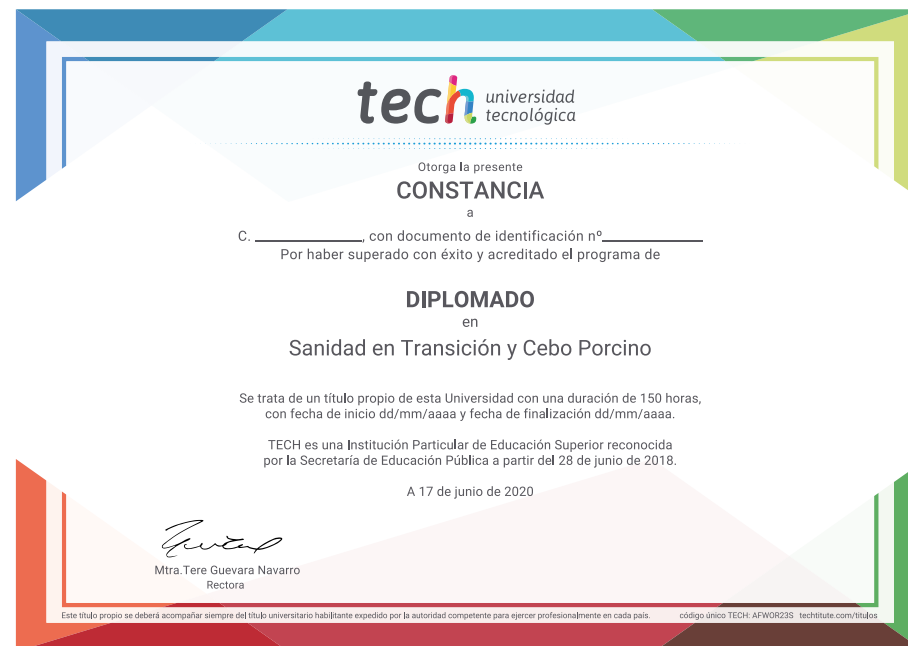 tech universidad
tecnológica
Otorga la presente
CONSTANCIA
a
C. ______________, con documento de identificación nº_____________
Por haber superado con éxito y acreditado el programa de
DIPLOMADO
en
Sanidad en Transición y Cebo Porcino
Se trata de un título propio de esta Universidad con una duración de 150 horas,
con fecha de inicio dd/mm/aaaa y fecha de finalización dd/mm/aaaa.
TECH es una Institución Particular de Educación Superior reconocida
por la Secretaría de Educación Pública a partir del 28 de junio de 2018.
A 17 de junio de 2020
Mtra.Tere Guevara Navarro
Rectora
Este título propio se deberá acompañar siempre del título universitario habilitante expedido por la autoridad competente para ejercer profesionalmente en cada país. código único TECH: AFWOR23S techtitute.com/titulos